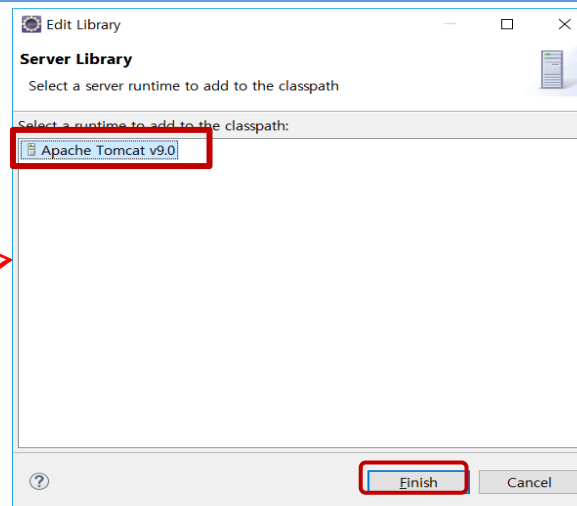 Edit Library
Server Library
Select a server runtime to add to the classpath
Select a runtime to add to the classpath:
Apache Tomcat v9.0
?
Finish
Cancel